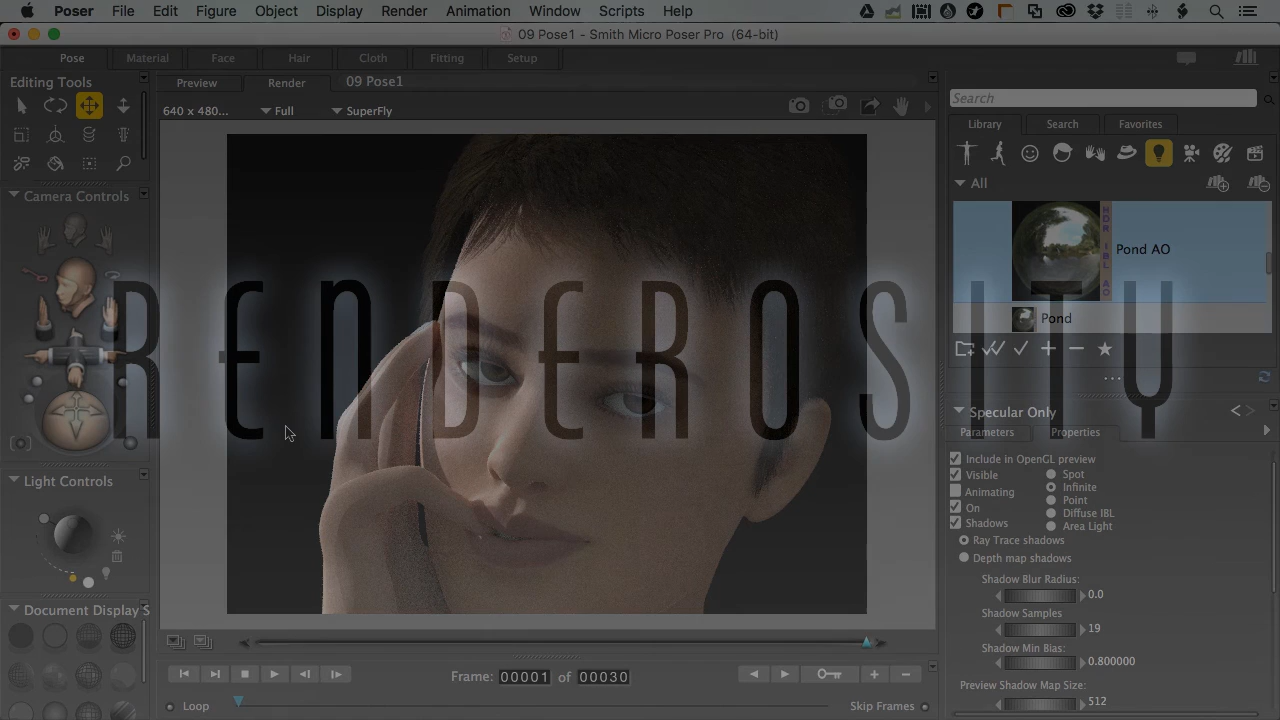 Poser File Edit Figure Object Display Render Animation Window Scripts Help
09 Pose1 - Smith Micro Poser Pro (64-bit)
Pose Material Face Hair Cloth Fitting Setup
Editing Tools
Preview Render 09 Pose1
640 x 480... Full SuperFly
Search
Library Search Favorites
All
Camera Controls
HDR IBL AO
Pond AO
Pond
RENDEROSITY
...
Specular Only
Parameters Properties
Include in OpenGL preview
Visible
Animating
On
Shadows
Spot
Infinite
Point
Diffuse IBL
Area Light
Ray Trace shadows
Depth map shadows
Shadow Blur Radius:
0.0
Shadow Samples
19
Shadow Min Bias:
0.800000
Preview Shadow Map Size:
512
Light Controls
Document Display S
Frame: 00001 of 00030
Loop
Skip Frames